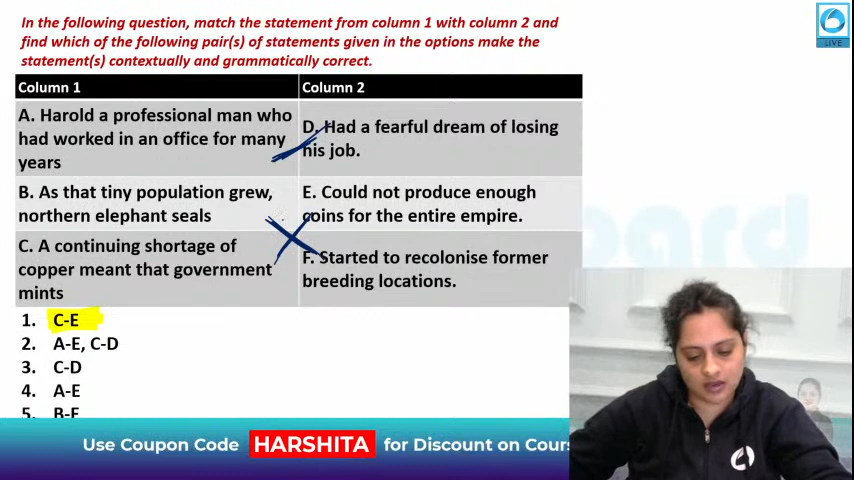 In the following question, match the statement from column 1 with column 2 and
find which of the following pair(s) of statements given in the options make the
statement(s) contextually and grammatically correct.
Column 1
Column 2
A. Harold a professional man who
had worked in an office for many
years
D. Had a fearful dream of losing
his job.
B. As that tiny population grew,
northern elephant seals
E. Could not produce enough
coins for the entire empire.
C. A continuing shortage of
copper meant that government
mints
F. Started to recolonise former
breeding locations.
1. C-E
2. A-E, C-D
3. C-D
4. A-E
5.
Use Coupon Code HARSHITA for Discount on
LIVE